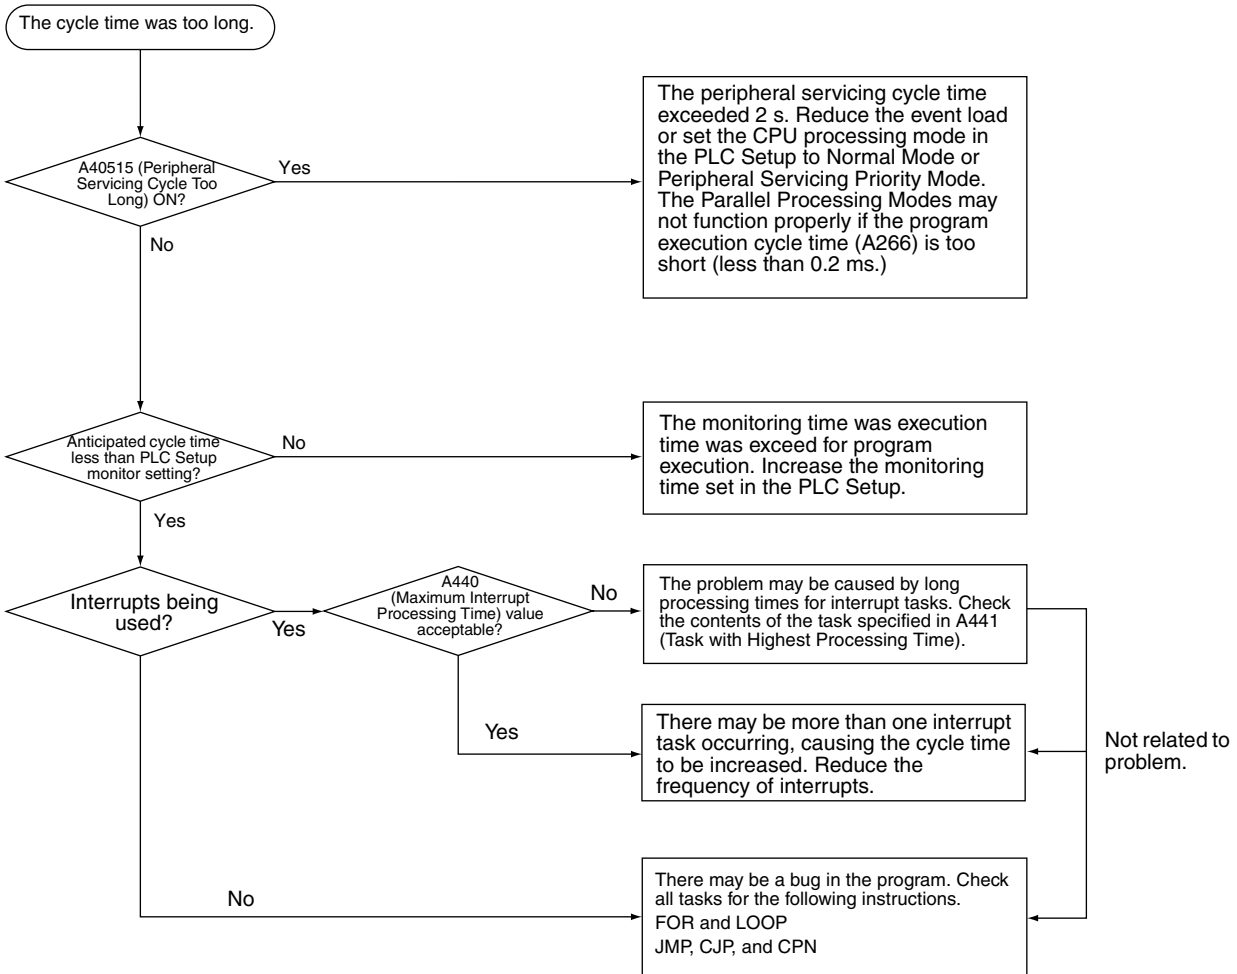 The cycle time was too long.
A40515 (Peripheral
Servicing Cycle Too
Long) ON?
Yes
No
The peripheral servicing cycle time
exceeded 2 s. Reduce the event load
or set the CPU processing mode in
the PLC Setup to Normal Mode or
Peripheral Servicing Priority Mode.
The Parallel Processing Modes may
not function properly if the program
execution cycle time (A266) is too
short (less than 0.2 ms.)
Anticipated cycle time
less than PLC Setup
monitor setting?
No
Yes
The monitoring time was execution
time was exceed for program
execution. Increase the monitoring
time set in the PLC Setup.
Interrupts being
used?
Yes
A440
(Maximum Interrupt
Processing Time) value
acceptable?
No
The problem may be caused by long
processing times for interrupt tasks. Check
the contents of the task specified in A441
(Task with Highest Processing Time).
Yes
There may be more than one interrupt
task occurring, causing the cycle time
to be increased. Reduce the
frequency of interrupts.
Not related to
problem.
No
There may be a bug in the program. Check
all tasks for the following instructions.
FOR and LOOP
JMP, CJP, and CPN